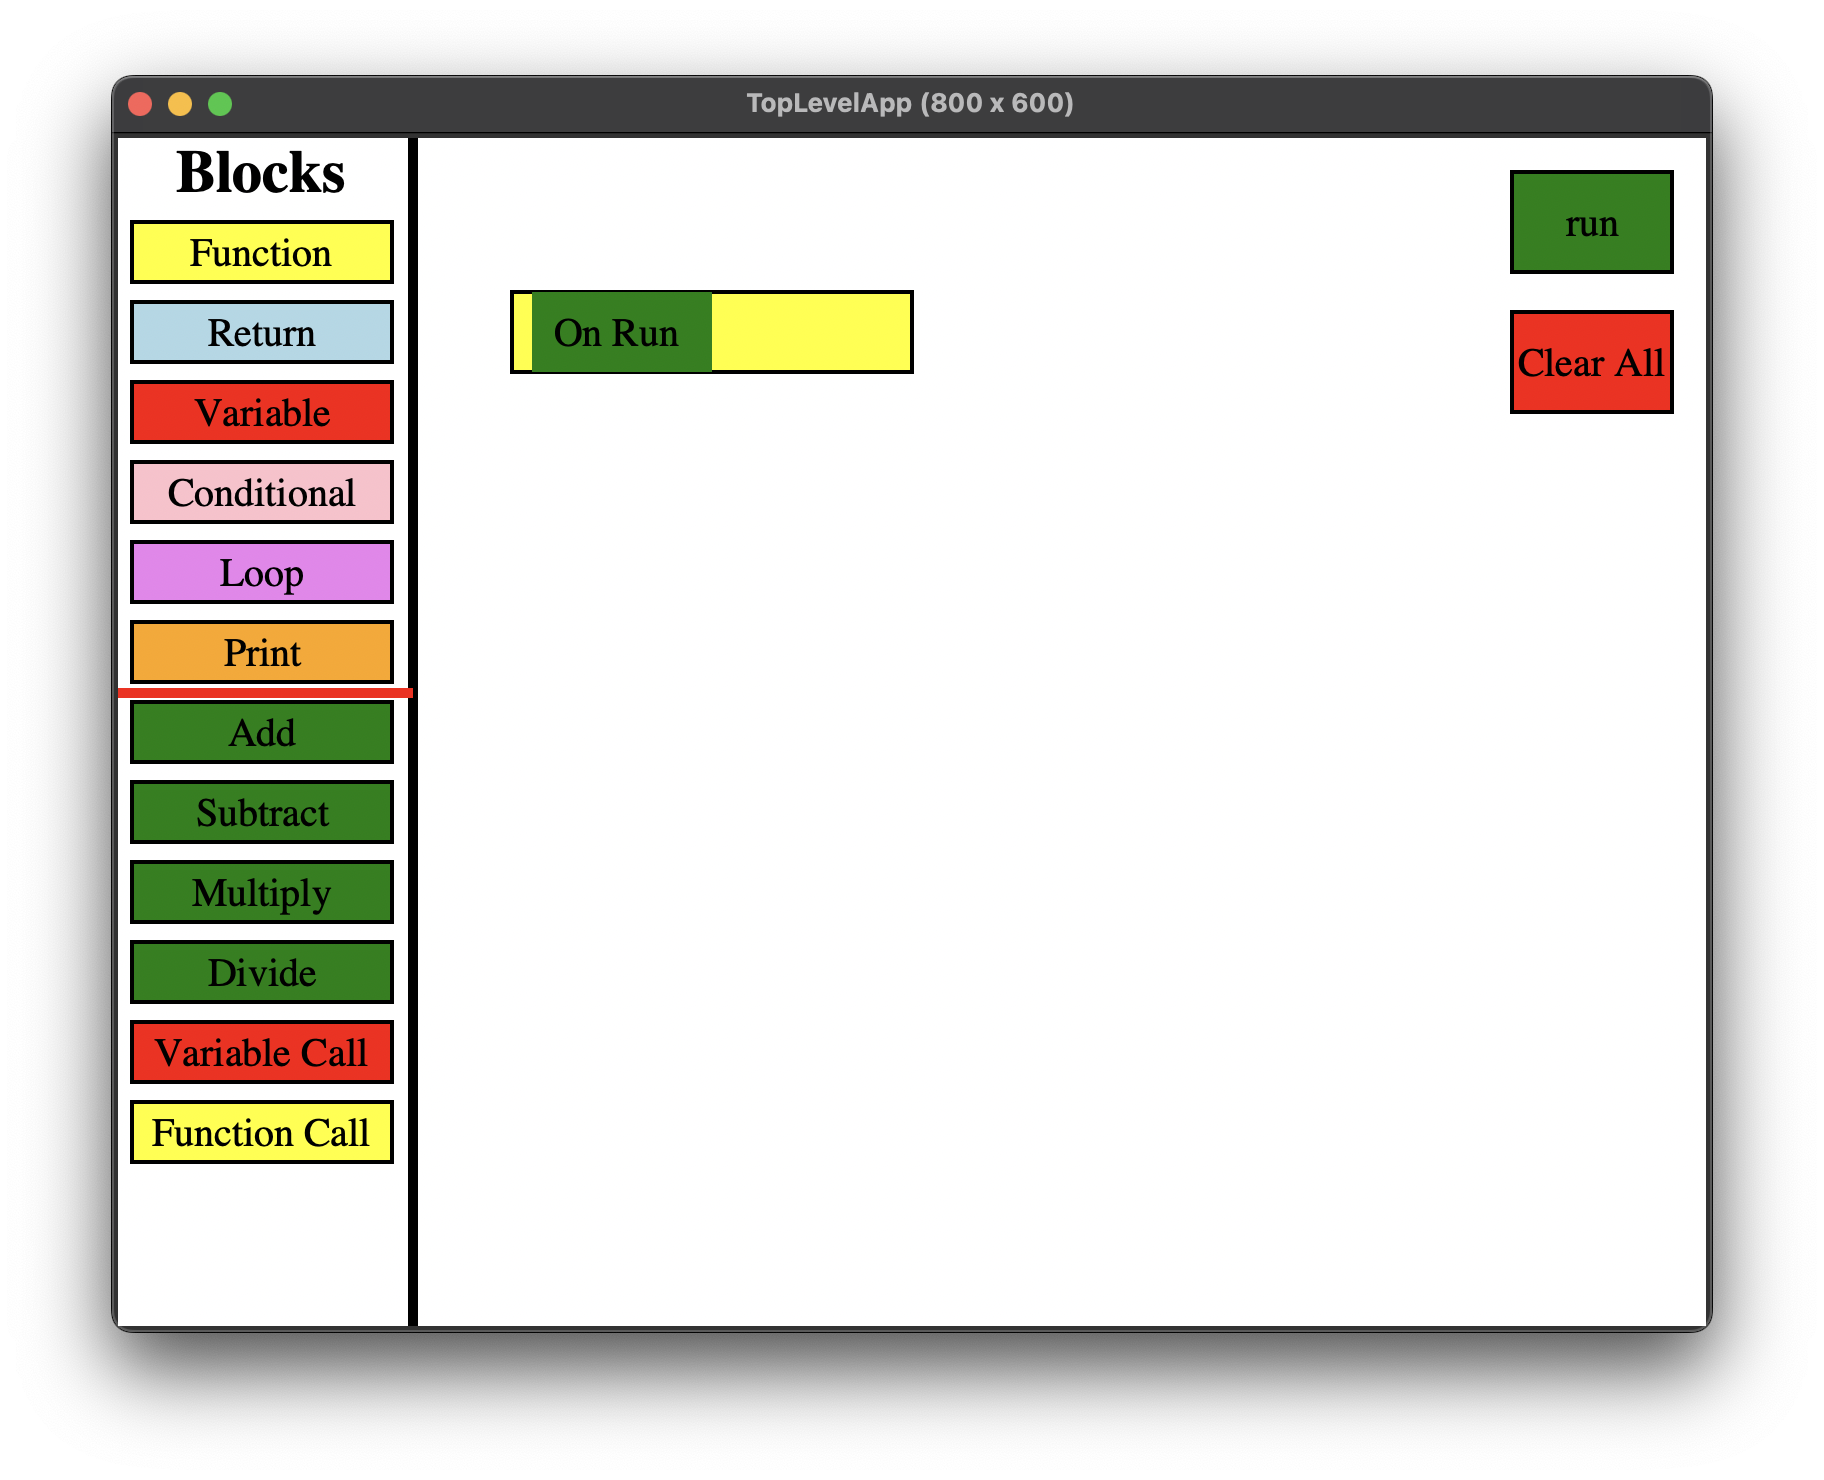 TopLevelApp (800 x 600)
Blocks
Function
Return
Variable
Conditional
Loop
Print
Add
Subtract
Multiply
Divide
Variable Call
Function Call
On Run
run
Clear All